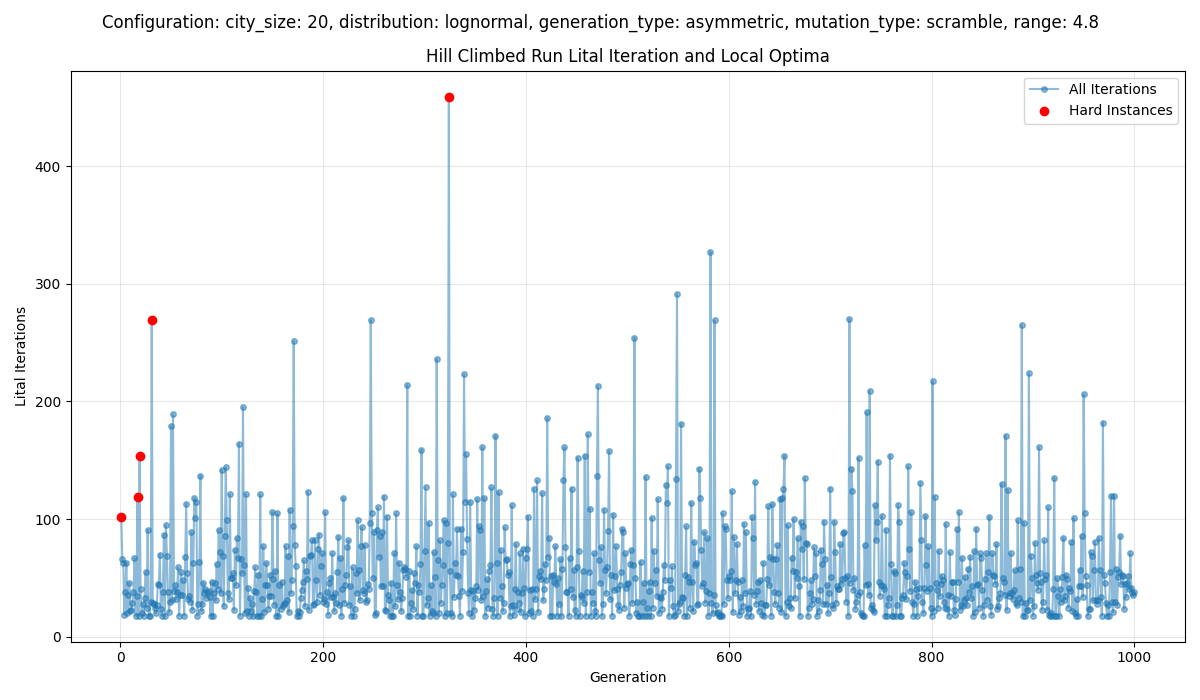 Configuration: city_size: 20, distribution: lognormal, generation_type: asymmetric, mutation_type: scramble, range: 4.8
Hill Climbed Run Lital Iteration and Local Optima
All Iterations
Hard Instances
Lital Iterations
400
300
200
100
0
0 200 400 600 800 1000
Generation